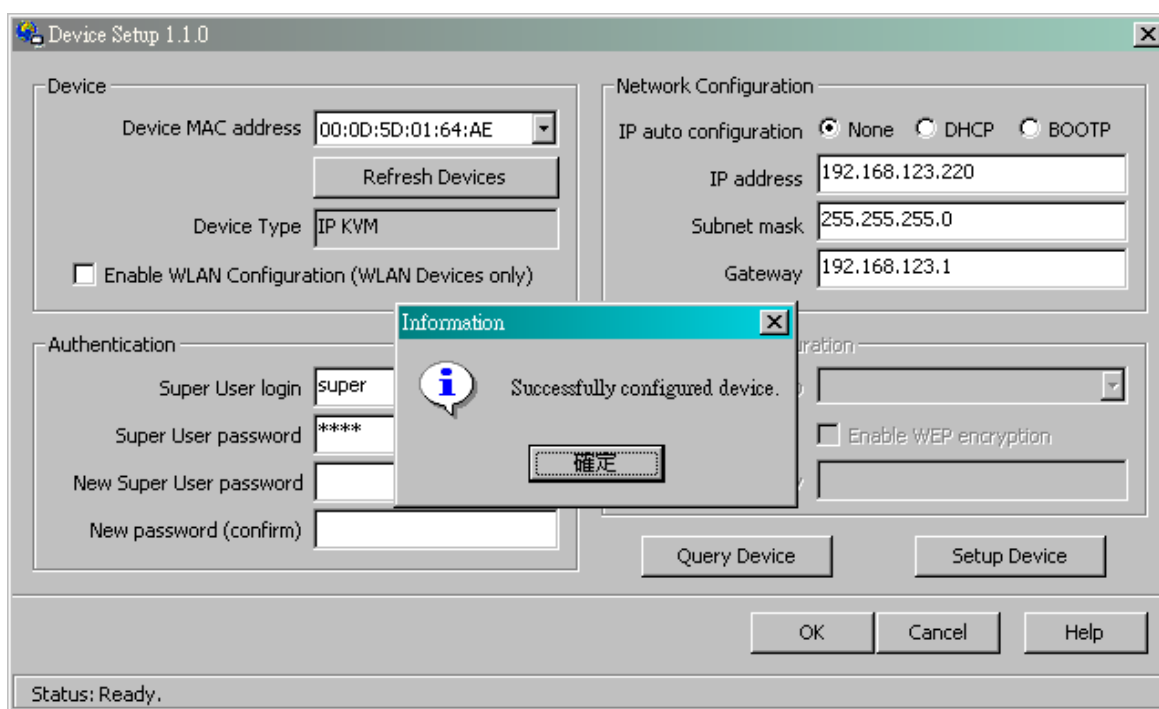 Device Setup 1.1.0
Device
Device MAC address 00:0D:5D:01:64:AE
Refresh Devices
Device Type IP KVM
Enable WLAN Configuration (WLAN Devices only)
Network Configuration
IP auto configuration None DHCP BOOTP
IP address 192.168.123.220
Subnet mask 255.255.255.0
Gateway 192.168.123.1
Authentication
Super User login super
Super User password ****
New Super User password
New password (confirm)
Information
Successfully configured device.
確定
Enable WEP encryption
Query Device Setup Device
OK Cancel Help
Status: Ready.